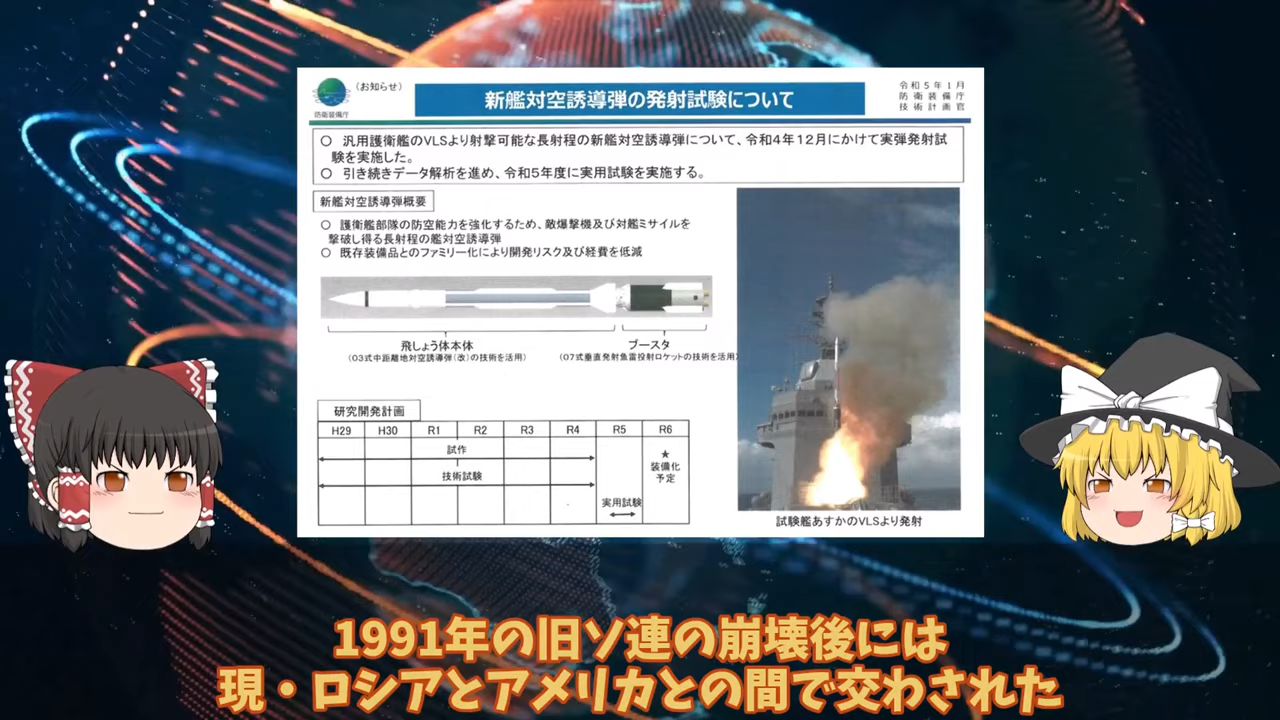 (お知らせ)
防衛装備庁
新艦対空誘導弾の発射試験について
令和5年1月
防衛装備庁
技術計画官
○ 汎用護衛艦のVLSより射撃可能な長射程の新艦対空誘導弾について、令和4年12月にかけて実弾発射試
験を実施した。
○ 引き続きデータ解析を進め、令和5年度に実用試験を実施する。
新艦対空誘導弾概要
○ 護衛艦部隊の防空能力を強化するため、敵爆撃機及び対艦ミサイルを
撃破し得る長射程の艦対空誘導弾
○ 既存装備品とのファミリー化により開発リスク及び経費を低減
飛しょう体本体
(03式中距離地対空誘導弾(改)の技術を活用)
ブースタ
(07式垂直発射魚雷投射ロケットの技術を活用)
研究開発計画
H29 H30 R1 R2 R3 R4 R5 R6
試作
技術試験
実用試験
★
装備化
予定
試験艦あすかのVLSより発射
1991年の旧ソ連の崩壊後には
現・ロシアとアメリカとの間で交わされた